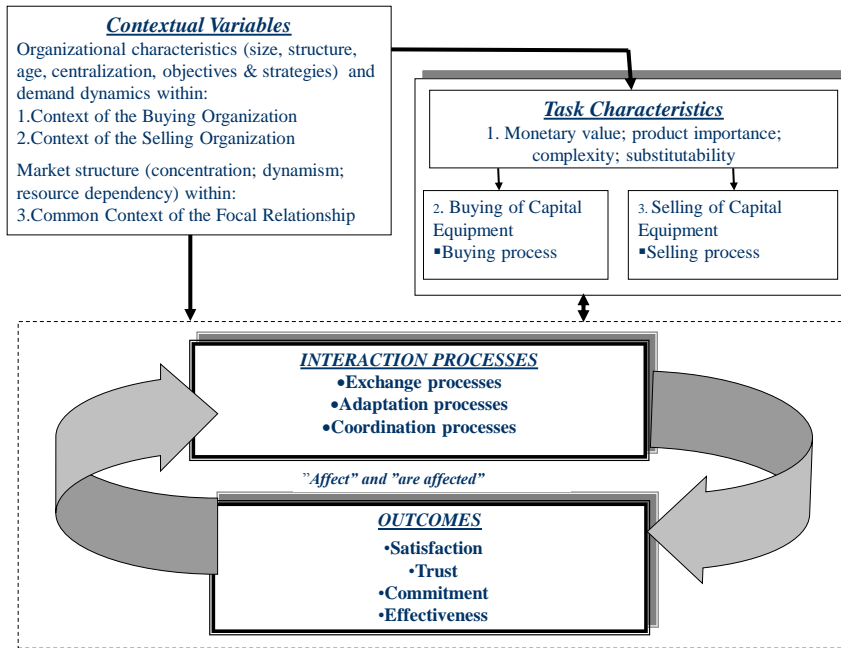 Contextual Variables
Organizational characteristics (size, structure,
age, centralization, objectives & strategies) and
demand dynamics within:
1.Context of the Buying Organization
2.Context of the Selling Organization
Market structure (concentration; dynamism;
resource dependency) within:
3.Common Context of the Focal Relationship
Task Characteristics
1. Monetary value; product importance;
complexity; substitutability
2. Buying of Capital
Equipment
▪Buying process
3. Selling of Capital
Equipment
▪Selling process
INTERACTION PROCESSES
•Exchange processes
•Adaptation processes
•Coordination processes
”Affect” and ”are affected”
OUTCOMES
•Satisfaction
•Trust
•Commitment
•Effectiveness